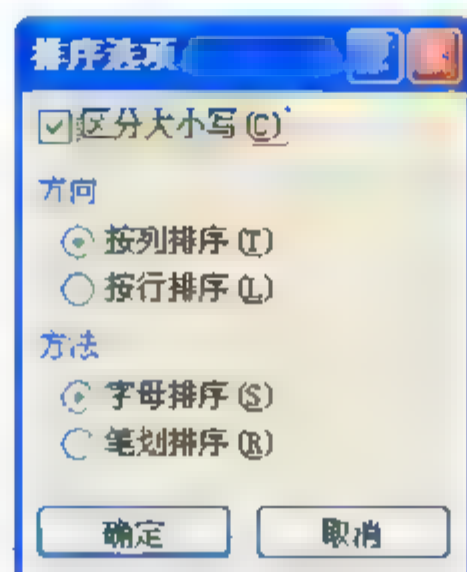 排序选项
区分大小写(C)
方向
按列排序(T)
按行排序(L)
方法
字母排序(S)
笔划排序(R)
确定 取消